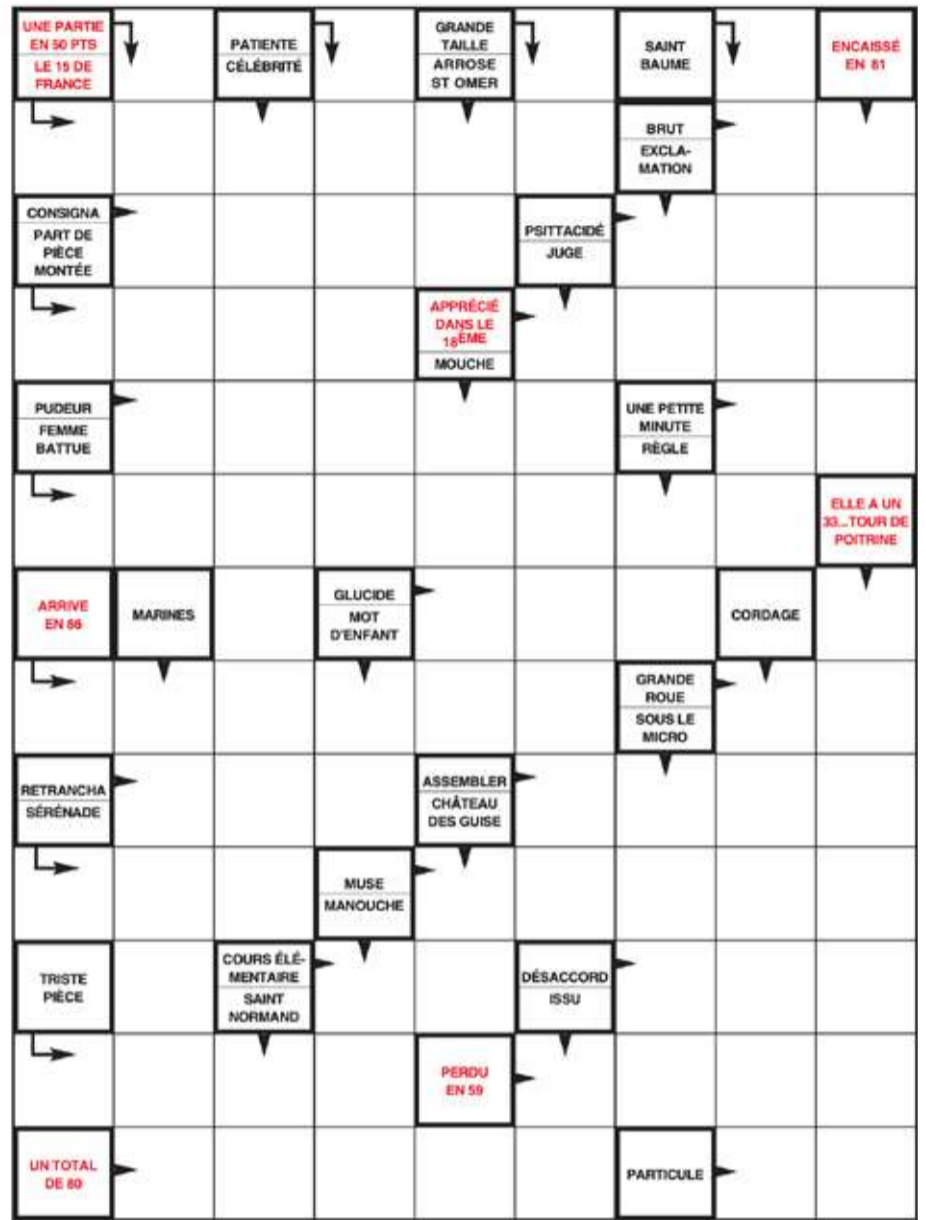 UNE PARTIE
EN 50 PTS
LE 15 DE
FRANCE
PATIENTE
CÉLÉBRITÉ
GRANDE
TAILLE
ARROSE
ST OMER
SAINT
BAUME
ENCAISSÉ
EN 81
BRUT
EXCLA-
MATION
CONSIGNA
PART DE
PIÈCE
MONTÉE
PSITTACIDÉ
JUGE
APPRÉCIÉ
DANS LE
18ÈME
MOUCHE
PUDEUR
FEMME
BATTUE
UNE PETITE
MINUTE
RÈGLE
ELLE A UN
33...TOUR DE
POITRINE
ARRIVE
EN 66
MARINES
GLUCIDE
MOT
D'ENFANT
CORDAGE
GRANDE
ROUE
SOUS LE
MICRO
RETRANCHA
SÉRÉNADE
ASSEMBLER
CHÂTEAU
DES GUISE
MUSE
MANOUCHE
TRISTE
PIÈCE
COURS ÉLÉ-
MENTAIRE
SAINT
NORMAND
DÉSACCORD
ISSU
PERDU
EN 59
UN TOTAL
DE 80
PARTICULE